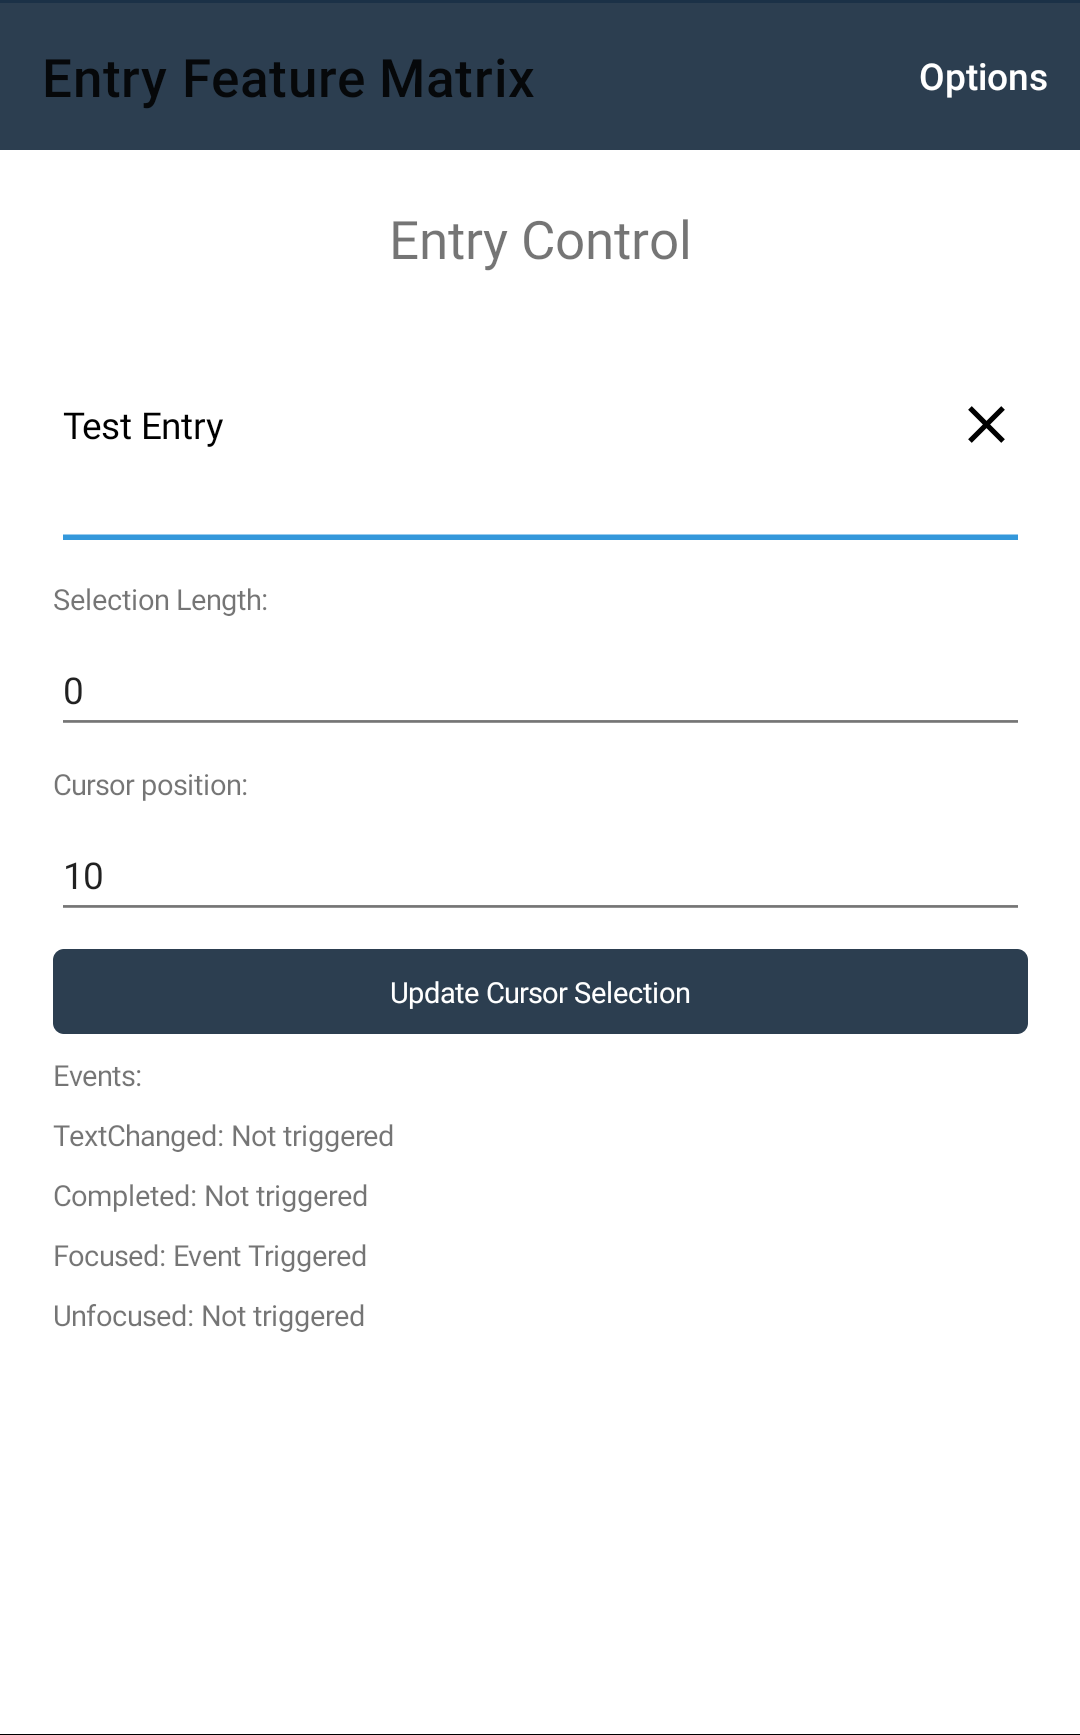 Entry Feature Matrix
Options
Entry Control
Test Entry
Selection Length:
0
Cursor position:
10
Update Cursor Selection
Events:
TextChanged: Not triggered
Completed: Not triggered
Focused: Event Triggered
Unfocused: Not triggered